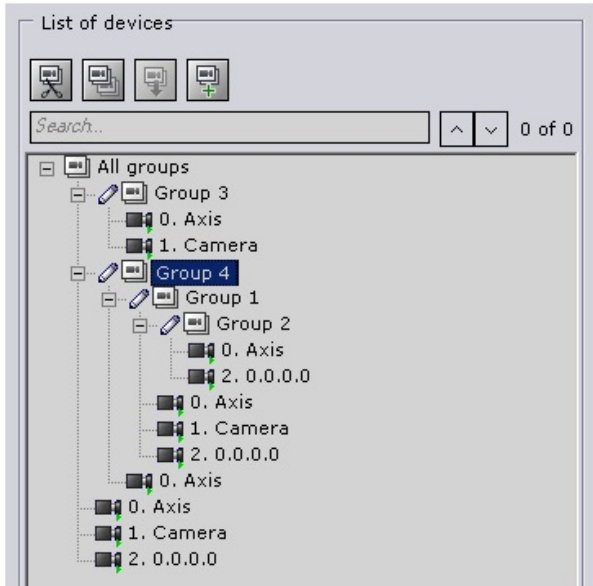 List of devices
Search...
0 of 0
All groups
Group 3
0. Axis
1. Camera
Group 4
Group 1
Group 2
0. Axis
2. 0.0.0.0
0. Axis
1. Camera
2. 0.0.0.0
0. Axis
0. Axis
1. Camera
2. 0.0.0.0